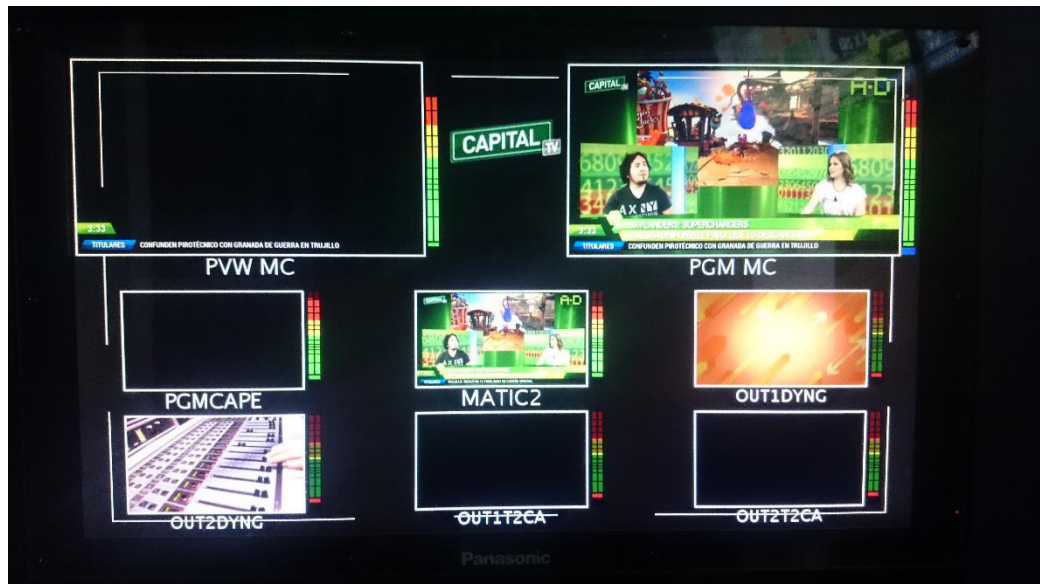 3:33
TITULARES CONFUNDEN PIROTÉCNICO CON GRANADA DE GUERRA EN TRUJILLO
PVW MC
CAPITAL TV
CAPITAL
A-D
SKYLANDERS: SUPERCHARGERS
3:33
TITULARES CONFUNDEN PIROTÉCNICO CON GRANADA DE GUERRA EN TRUJILLO
PGM MC
PGMCAPE
A-D
MATIC2
OUT1DYNG
OUT2DYNG
OUT1T2CA
OUT2T2CA
Panasonic